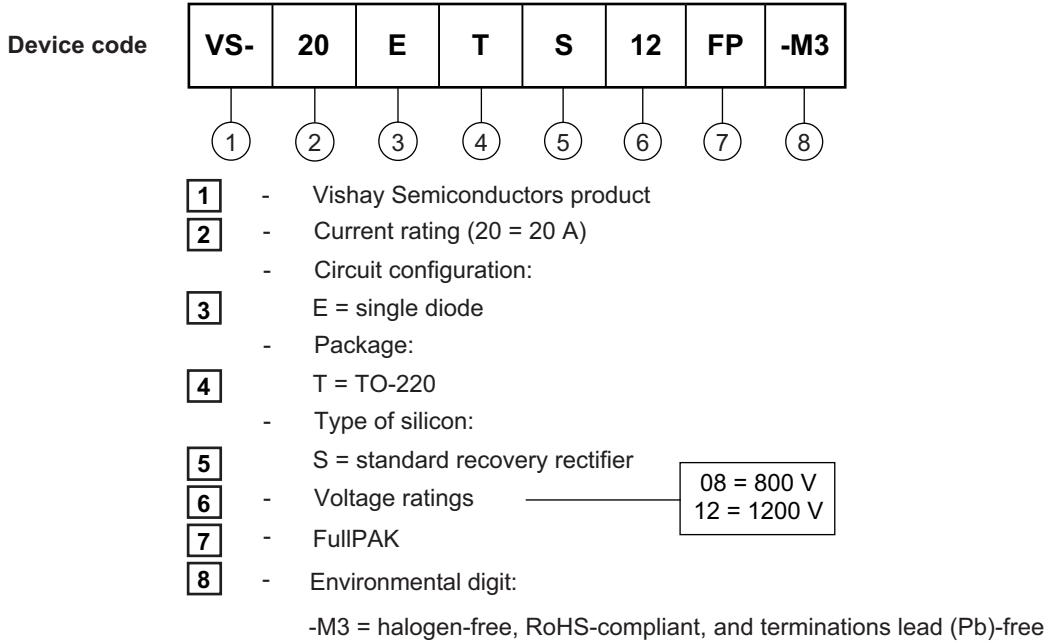 Device code VS- 20 E T S 12 FP -M3
1 2 3 4 5 6 7 8
1 - Vishay Semiconductors product
2 - Current rating (20 = 20 A)
- Circuit configuration:
3 E = single diode
- Package:
4 T = TO-220
- Type of silicon:
5 S = standard recovery rectifier
6 - Voltage ratings
08 = 800 V
12 = 1200 V
7 - FullPAK
8 - Environmental digit:
-M3 = halogen-free, RoHS-compliant, and terminations lead (Pb)-free